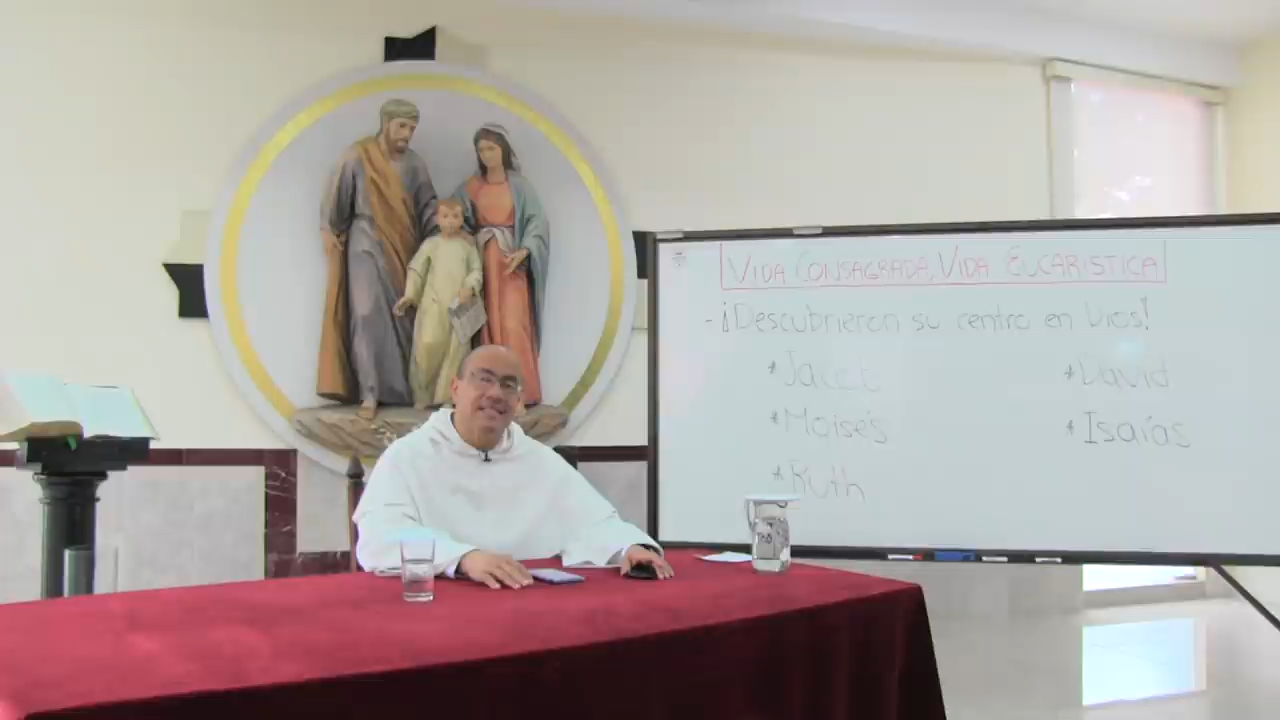 VIDA CONSAGRADA, VIDA EUCARISTICA
- ¡Descubrieron su centro en Dios!
* Jacob * David
* Moisés * Isaías
* Ruth